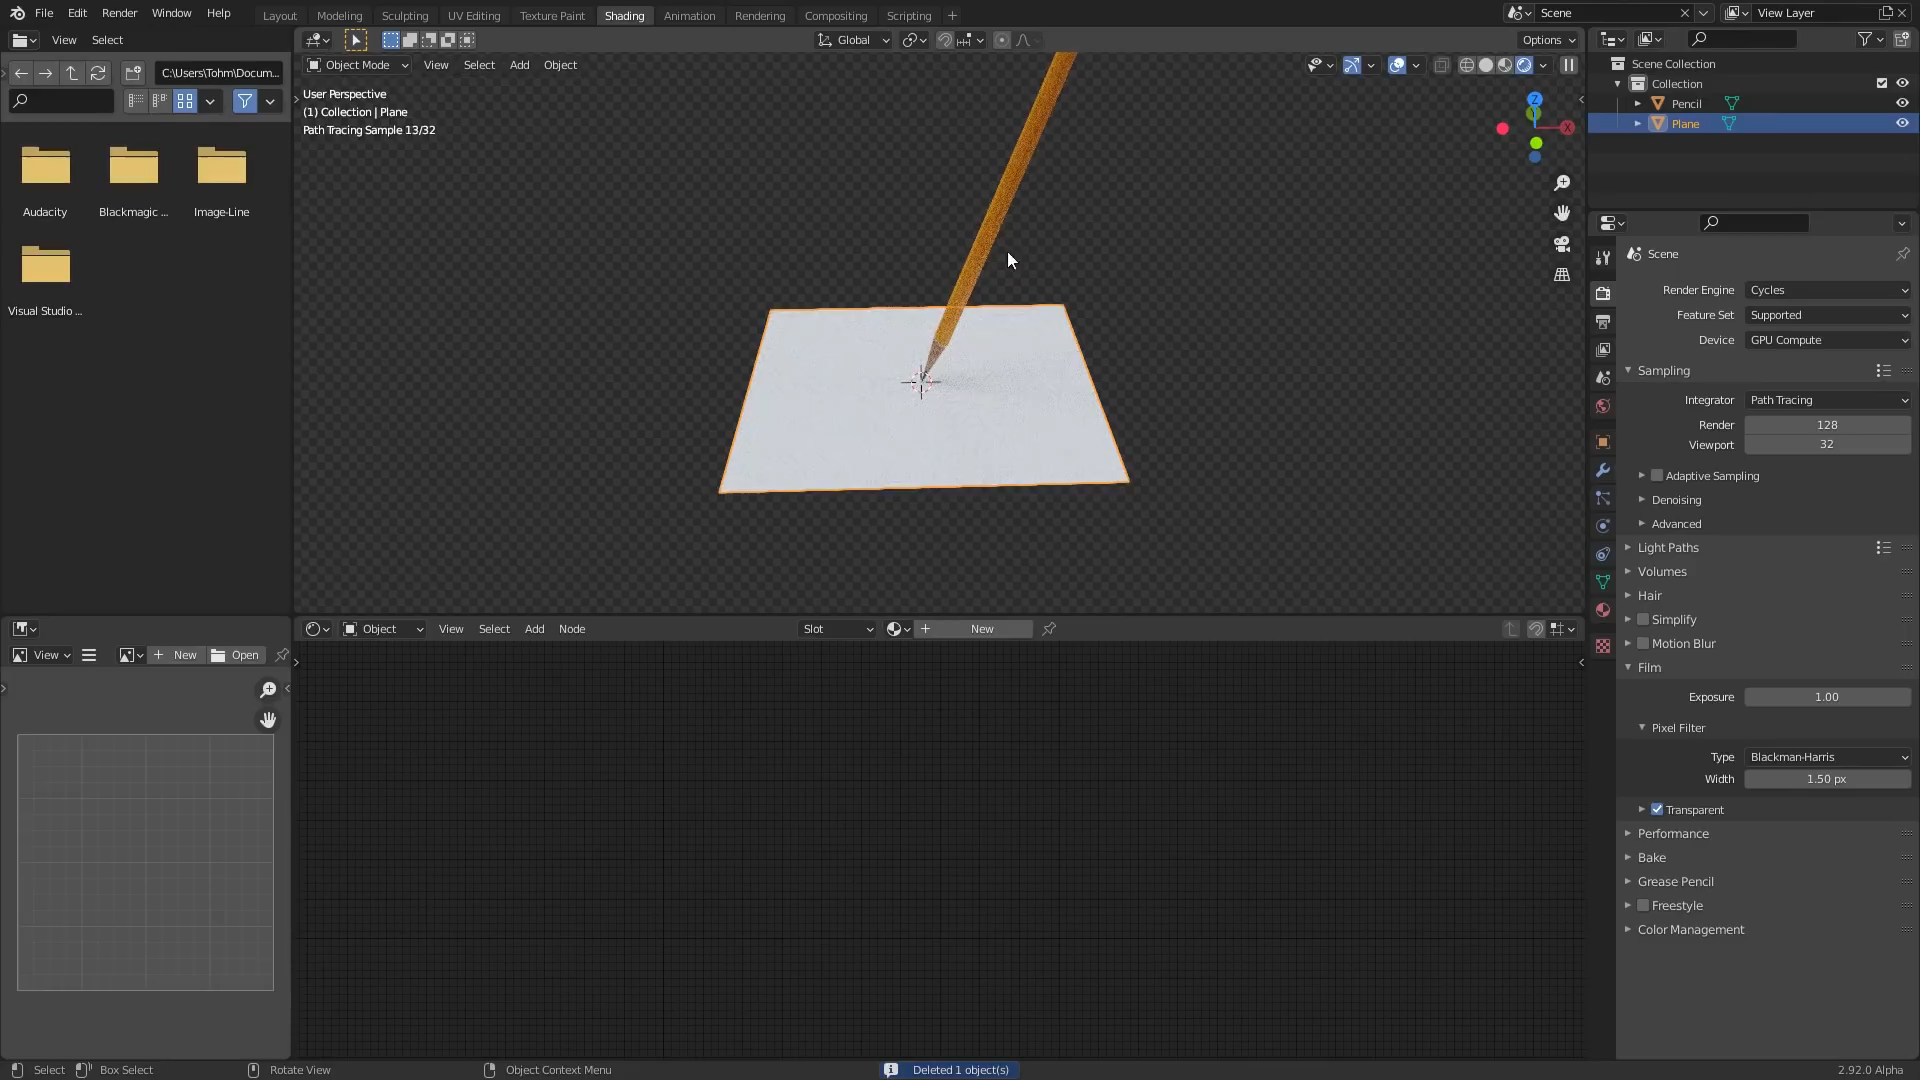 File Edit Render Window Help
Layout Modeling Sculpting UV Editing Texture Paint Shading Animation Rendering Compositing Scripting +
Scene
View Layer
View Select
Global
Options
C:\Users\Tohm\Docum...
Object Mode View Select Add Object
User Perspective
(1) Collection | Plane
Path Tracing Sample 13/32
Audacity
Blackmagic ...
Image-Line
Visual Studio ...
Z
X
Scene Collection
Collection
Pencil
Plane
Scene
Render Engine Cycles
Feature Set Supported
Device GPU Compute
Sampling
Integrator Path Tracing
Render 128
Viewport 32
Adaptive Sampling
Denoising
Advanced
Light Paths
Volumes
Hair
Simplify
Motion Blur
Film
Exposure 1.00
Pixel Filter
Type Blackman-Harris
Width 1.50 px
Transparent
Performance
Bake
Grease Pencil
Freestyle
Color Management
Object View Select Add Node
Slot
+ New
View
+ New
Open
Select
Box Select
Rotate View
Object Context Menu
Deleted 1 object(s)
2.92.0 Alpha